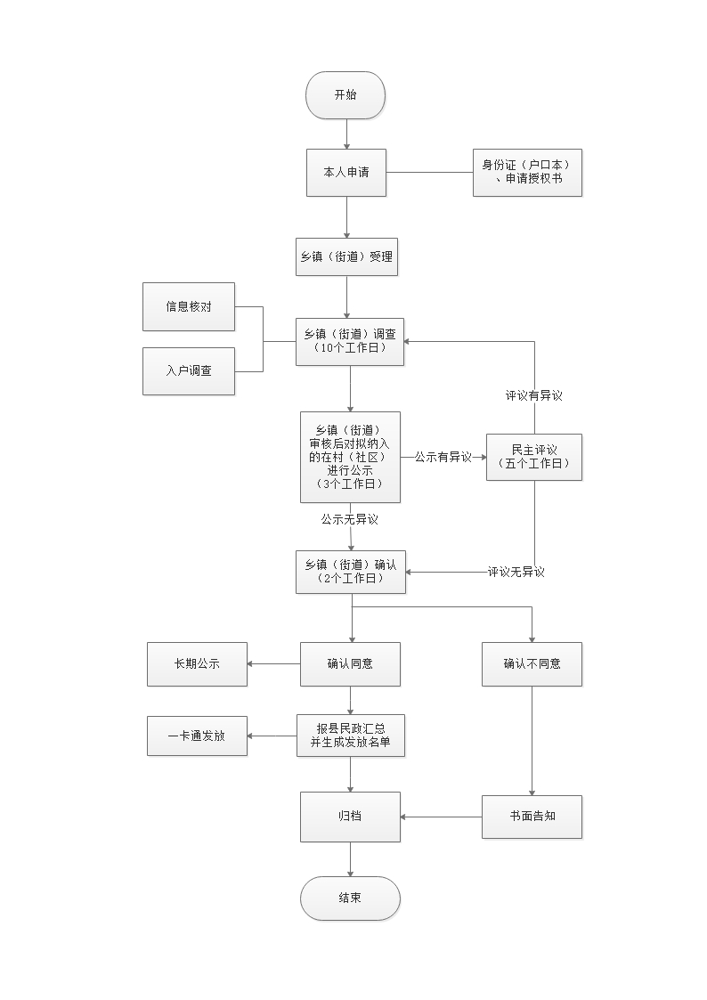 开始
本人申请
身份证（户口本）
、申请授权书
乡镇（街道）受理
信息核对
乡镇（街道）调查
（10个工作日）
入户调查
评议有异议
乡镇（街道）
审核后对拟纳入
的在村（社区）
进行公示
（3个工作日）
公示有异议
民主评议
（五个工作日）
公示无异议
乡镇（街道）确认
（2个工作日）
评议无异议
长期公示
确认同意
确认不同意
一卡通发放
报县民政汇总
并生成发放名单
归档
书面告知
结束